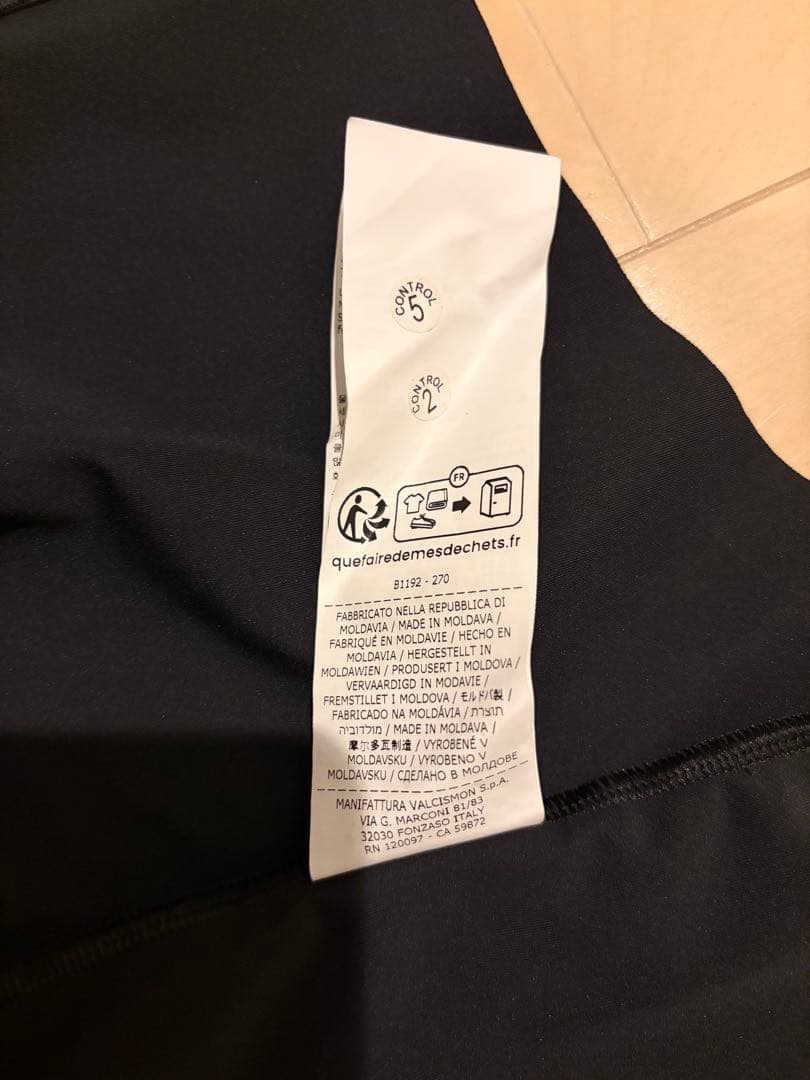 CONTROL
5
CONTROL
2
FR
quefairedemesdechets.fr
B1192 - 270
FABBRICATO NELLA REPUBBLICA DI
MOLDAVIA / MADE IN MOLDAVA /
FABRIQUÉ EN MOLDAVIE / HECHO EN
MOLDAVIA / HERGESTELLT IN
MOLDAWIEN / PRODUSERT I MOLDOVA /
VERVAARDIGD IN MODAVIE /
FREMSTILLET I MOLDOVA / モルドバ製 /
FABRICADO NA MOLDÁVIA / תוצרת
מולדוביה / MADE IN MOLDAVA /
摩尔多瓦制造 / VYROBENÉ V
MOLDAVSKU / VYROBENO V
MOLDAVSKU / СДЕЛАНО В МОЛДОВЕ
MANIFATTURA VALCISMON S.p.A.
VIA G. MARCONI 81/83
32030 FONZASO ITALY
RN 120097 - CA 59872